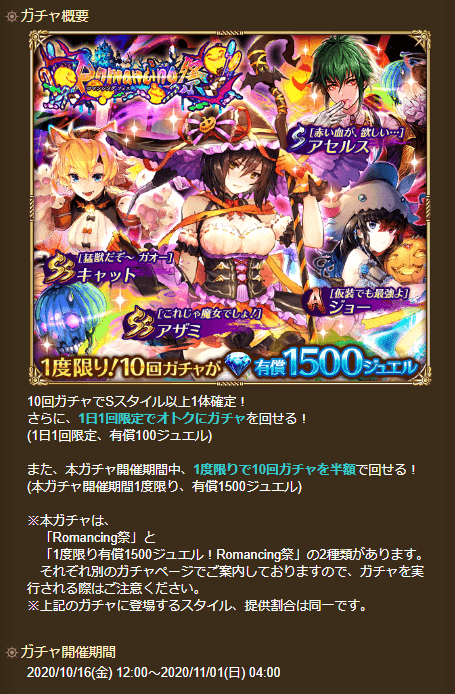 ガチャ概要
Romancing祭
[赤い血が、欲しい…]
S アセルス
[猛獣だぞ～ ガオー]
SS キャット
[仮装でも最強よ]
A ジョー
[これじゃ魔女でしょ!]
SS アザミ
1度限り!10回ガチャが 有償1500ジュエル
10回ガチャでSスタイル以上1体確定！
さらに、1日1回限定でオトクにガチャを回せる！
(1日1回限定、有償100ジュエル)
また、本ガチャ開催期間中、1度限りで10回ガチャを半額で回せる！
(本ガチャ開催期間1度限り、有償1500ジュエル)
※本ガチャは、
「Romancing祭」と
「1度限り有償1500ジュエル！Romancing祭」の2種類があります。
それぞれ別のガチャページでご案内しておりますので、ガチャを実
行される際はご注意ください。
※上記のガチャに登場するスタイル、提供割合は同一です。
ガチャ開催期間
2020/10/16(金) 12:00～2020/11/01(日) 04:00